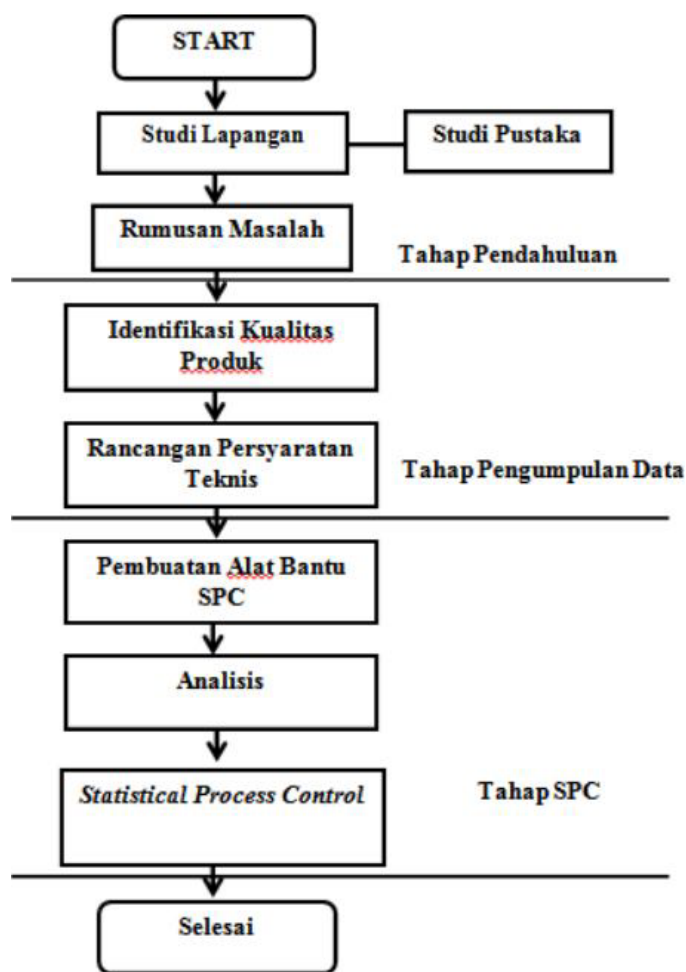 START
Studi Lapangan
Studi Pustaka
Rumusan Masalah
Tahap Pendahuluan
Identifikasi Kualitas
Produk
Rancangan Persyaratan
Teknis
Tahap Pengumpulan Data
Pembuatan Alat Bantu
SPC
Analisis
Statistical Process Control
Tahap SPC
Selesai